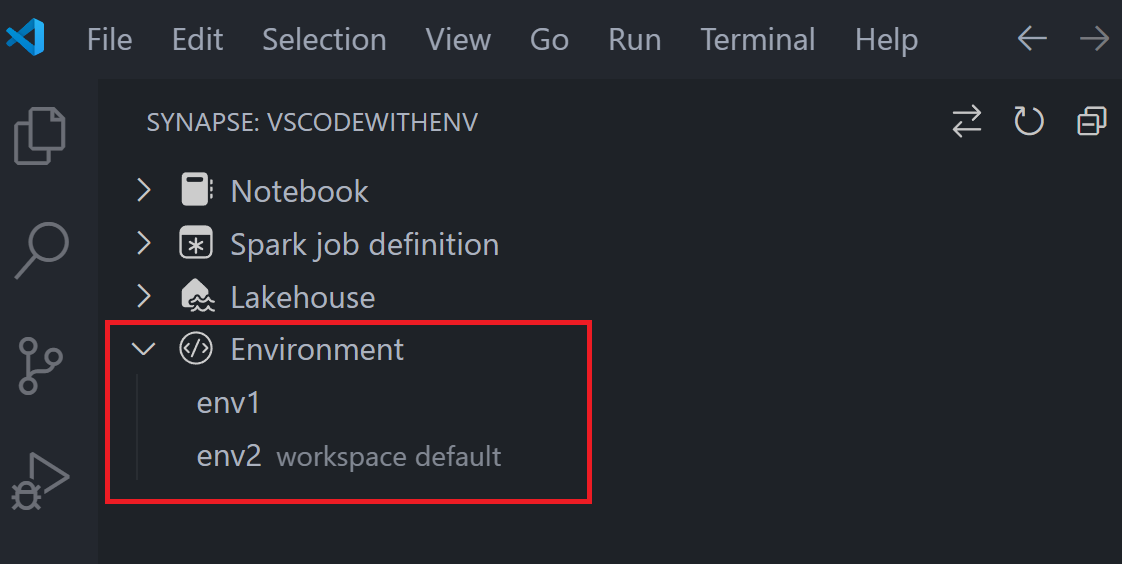 File Edit Selection View Go Run Terminal Help
SYNAPSE: VSCODEWITHENV
Notebook
Spark job definition
Lakehouse
Environment
env1
env2 workspace default